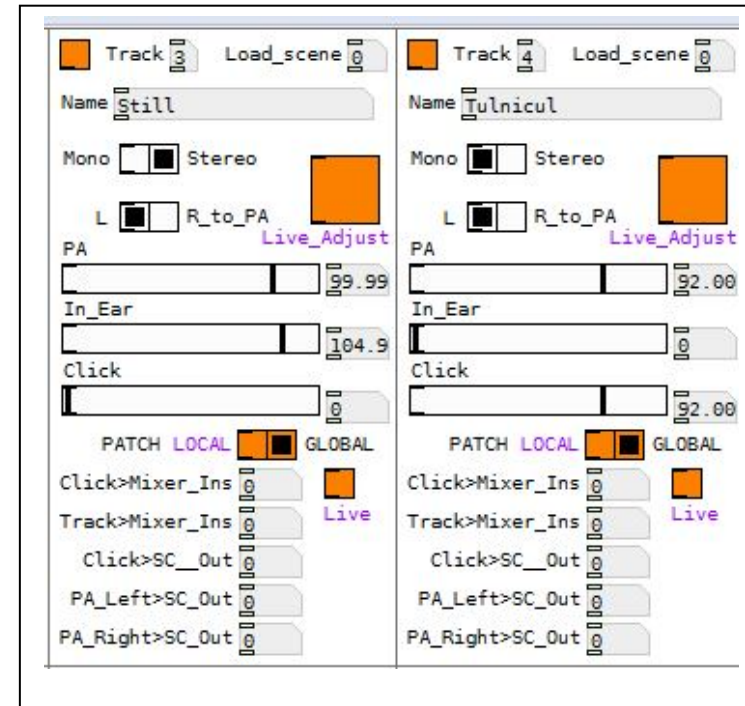 Track 3 Load_scene 0
Name Still
Mono Stereo
L R_to_PA
Live_Adjust
PA
99.99
In_Ear
104.9
Click
0
PATCH LOCAL GLOBAL
Click>Mixer_Ins 0
Live
Track>Mixer_Ins 0
Click>SC__Out 0
PA_Left>SC_Out 0
PA_Right>SC_Out 0
Track 4 Load_scene 0
Name Tulnicul
Mono Stereo
L R_to_PA
Live_Adjust
PA
92.00
In_Ear
0
Click
92.00
PATCH LOCAL GLOBAL
Click>Mixer_Ins 0
Live
Track>Mixer_Ins 0
Click>SC__Out 0
PA_Left>SC_Out 0
PA_Right>SC_Out 0